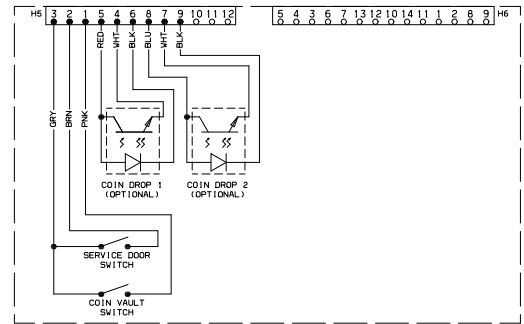 H5 3 2 1 5 4 6 8 7 9 10 11 12
5 4 3 6 7 13 12 10 14 11 1 2 8 9 H6
RED WHT BLK BLU WHT BLK
GRY BRN PNK
COIN DROP 1 COIN DROP 2
(OPTIONAL) (OPTIONAL)
SERVICE DOOR
SWITCH
COIN VAULT
SWITCH